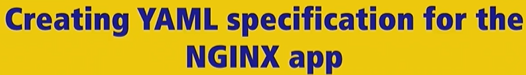 Creating YAML specification for the
NGINX app